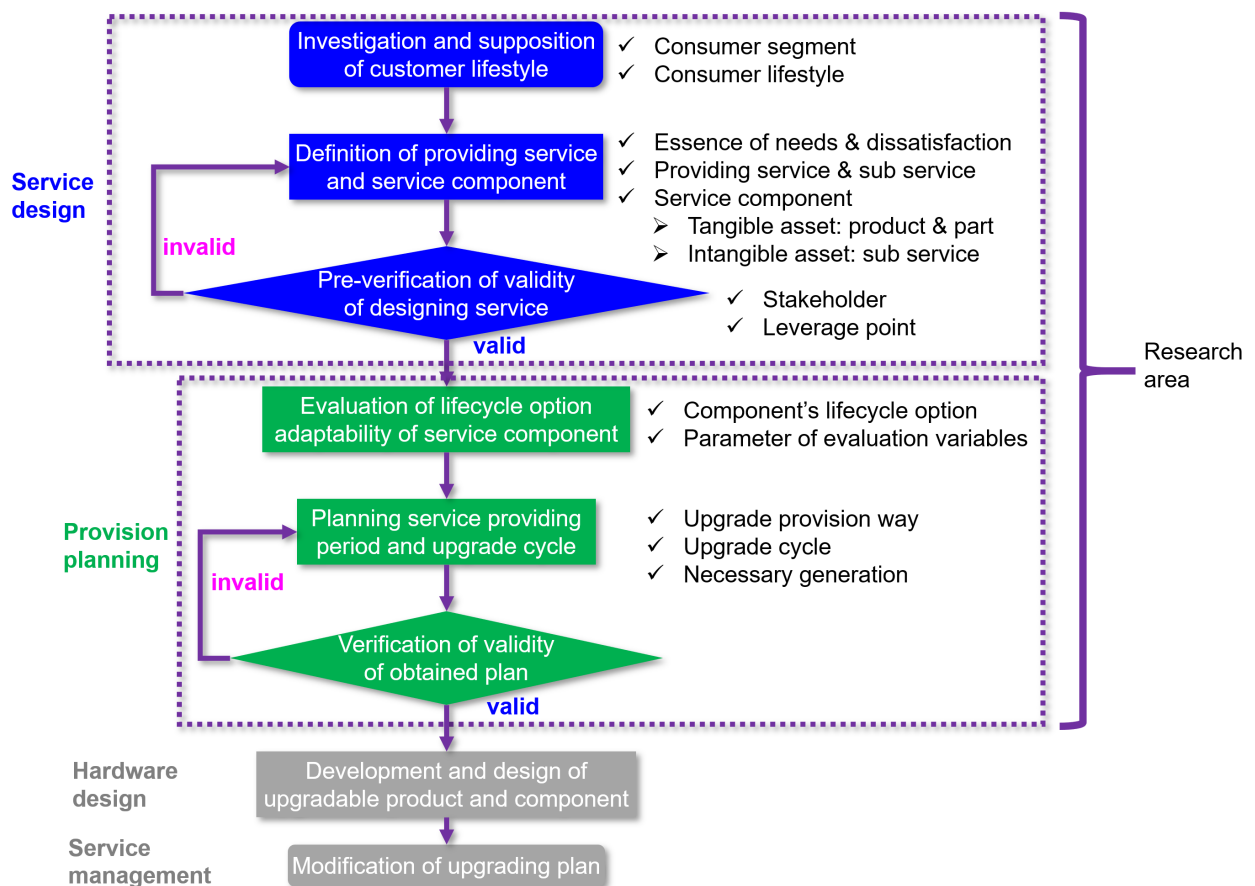 Investigation and supposition
of customer lifestyle
✓ Consumer segment
✓ Consumer lifestyle
Service
design
Definition of providing service
and service component
✓ Essence of needs & dissatisfaction
✓ Providing service & sub service
✓ Service component
➢ Tangible asset: product & part
➢ Intangible asset: sub service
invalid
Pre-verification of validity
of designing service
✓ Stakeholder
✓ Leverage point
valid
Research
area
Evaluation of lifecycle option
adaptability of service component
✓ Component’s lifecycle option
✓ Parameter of evaluation variables
Provision
planning
Planning service providing
period and upgrade cycle
✓ Upgrade provision way
✓ Upgrade cycle
✓ Necessary generation
invalid
Verification of validity
of obtained plan
valid
Hardware
design
Development and design of
upgradable product and component
Service
management
Modification of upgrading plan